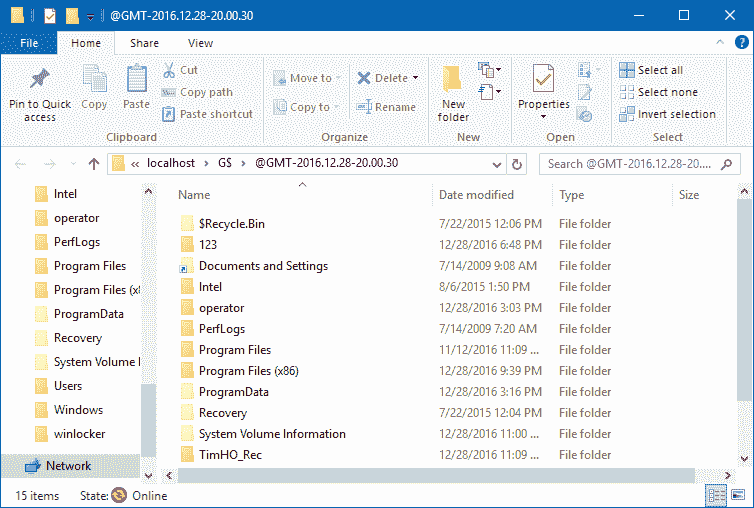 @GMT-2016.12.28-20.00.30
File Home Share View
Pin to Quick access
Copy
Paste
Cut
Copy path
Paste shortcut
Clipboard
Move to
Copy to
Delete
Rename
Organize
New folder
New
Properties
Open
Select all
Select none
Invert selection
Select
« localhost > G$ > @GMT-2016.12.28-20.00.30
Search @GMT-2016.12.28-20....
Intel
operator
PerfLogs
Program Files
Program Files (x8
ProgramData
Recovery
System Volume I
Users
Windows
winlocker
Network
Name Date modified Type Size
$Recycle.Bin 7/22/2015 12:06 PM File folder
123 12/28/2016 6:48 PM File folder
Documents and Settings 7/14/2009 9:08 AM File folder
Intel 8/6/2015 1:50 PM File folder
operator 12/28/2016 3:03 PM File folder
PerfLogs 7/14/2009 7:20 AM File folder
Program Files 11/12/2016 11:09 ... File folder
Program Files (x86) 12/28/2016 9:39 PM File folder
ProgramData 12/28/2016 3:16 PM File folder
Recovery 7/22/2015 12:04 PM File folder
System Volume Information 12/28/2016 11:00 ... File folder
TimHO_Rec 12/28/2016 11:09 ... File folder
15 items State: Online